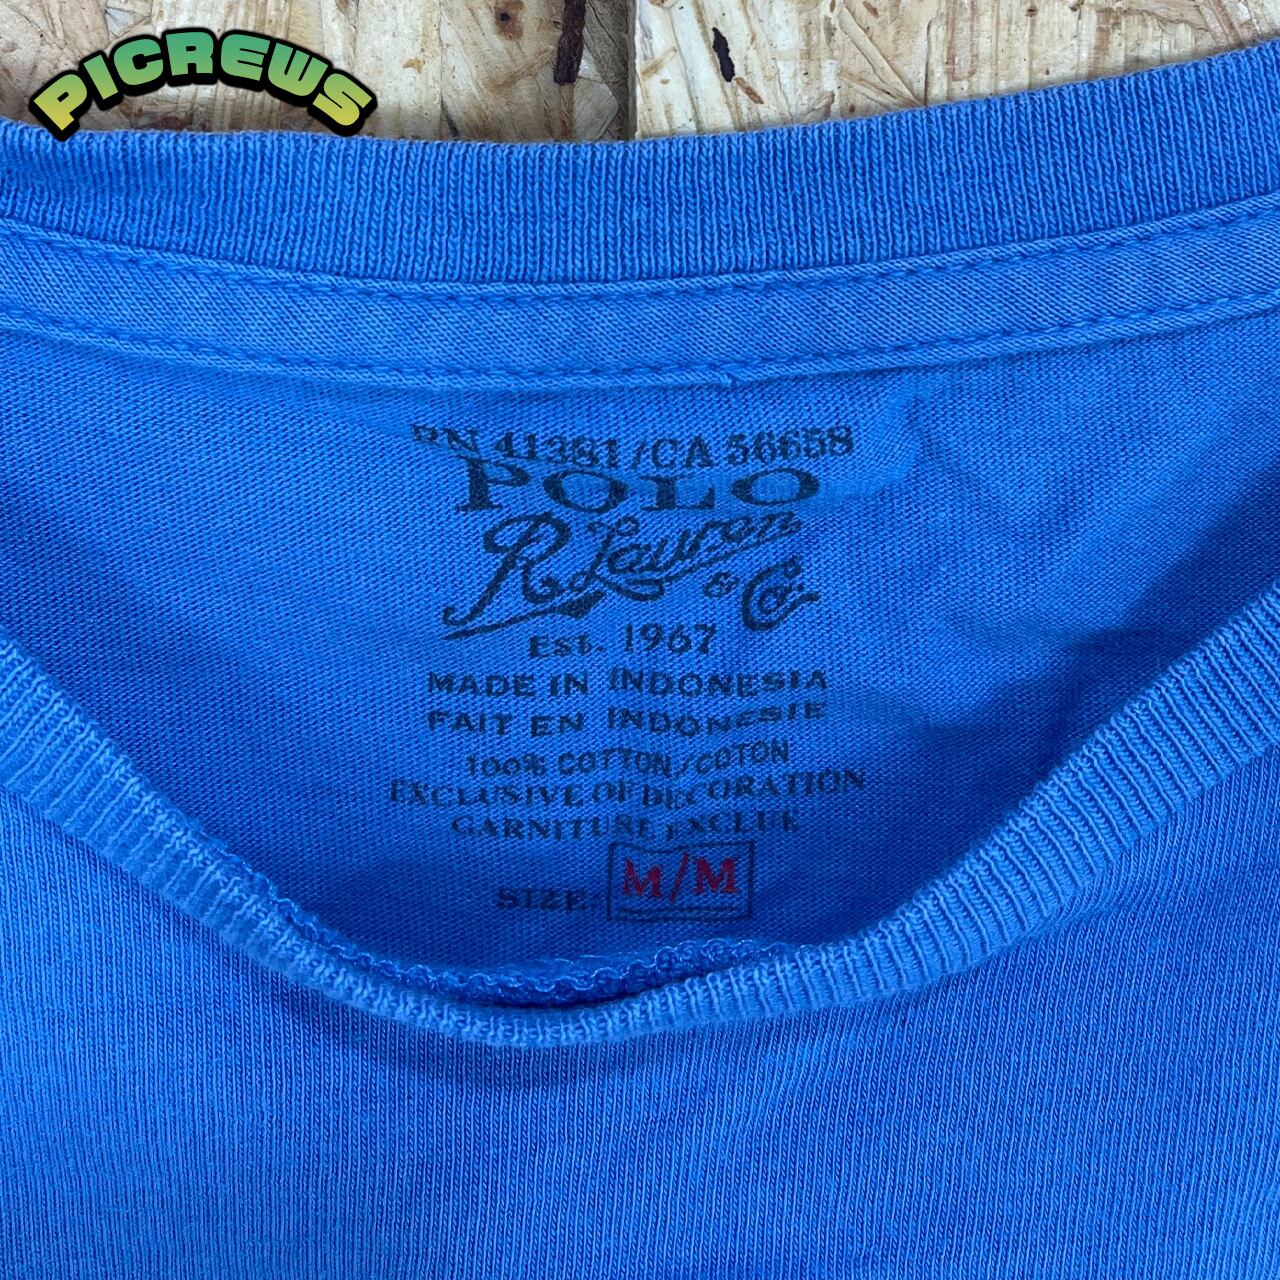 PICREWS
RN 41381/CA 56658
POLO
R. Lauren
& Co.
EST. 1967
MADE IN INDONESIA
FAIT EN INDONESIE
100% COTTON/COTON
EXCLUSIVE OF DECORATION
GARNITURE EXCLUE
SIZE: M/M